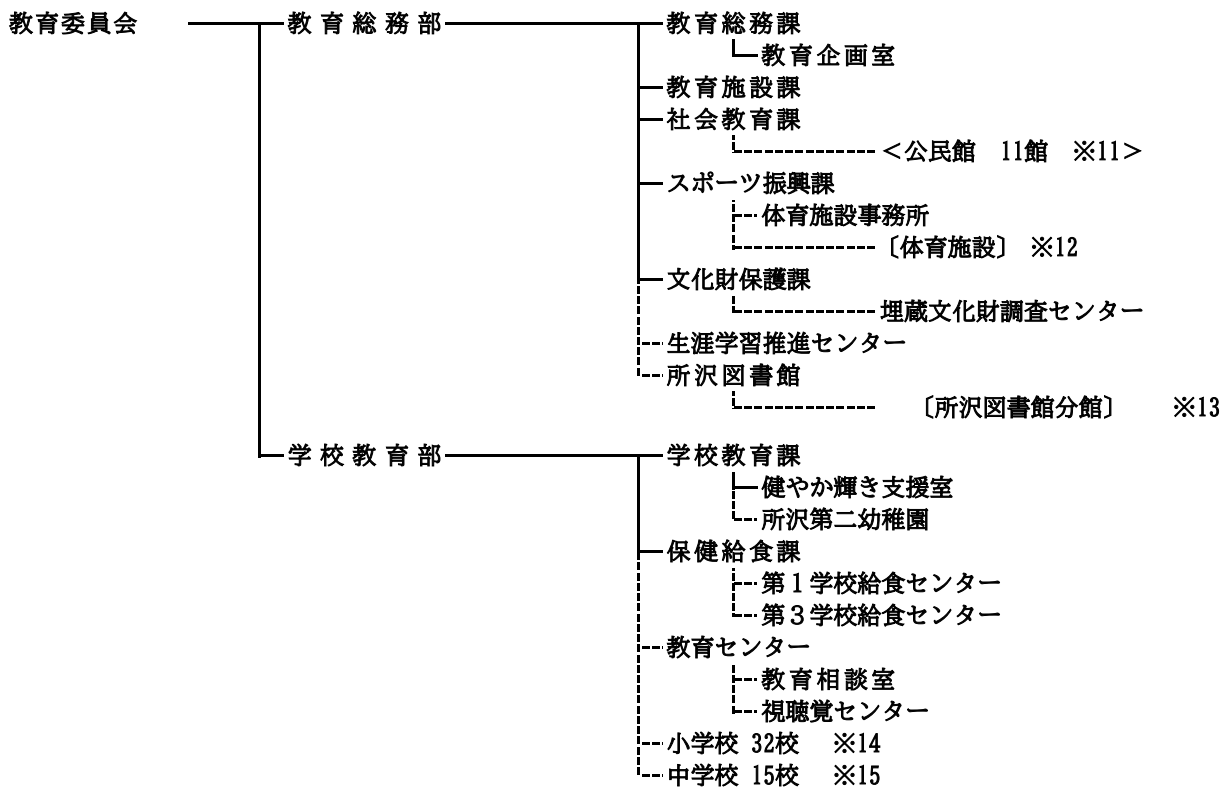 教育委員会 教育総務部 教育総務課
教育企画室
教育施設課
社会教育課
＜公民館 11館 ※11＞
スポーツ振興課
体育施設事務所
〔体育施設〕 ※12
文化財保護課
埋蔵文化財調査センター
生涯学習推進センター
所沢図書館
〔所沢図書館分館〕 ※13
学校教育部 学校教育課
健やか輝き支援室
所沢第二幼稚園
保健給食課
第１学校給食センター
第３学校給食センター
教育センター
教育相談室
視聴覚センター
小学校 32校 ※14
中学校 15校 ※15